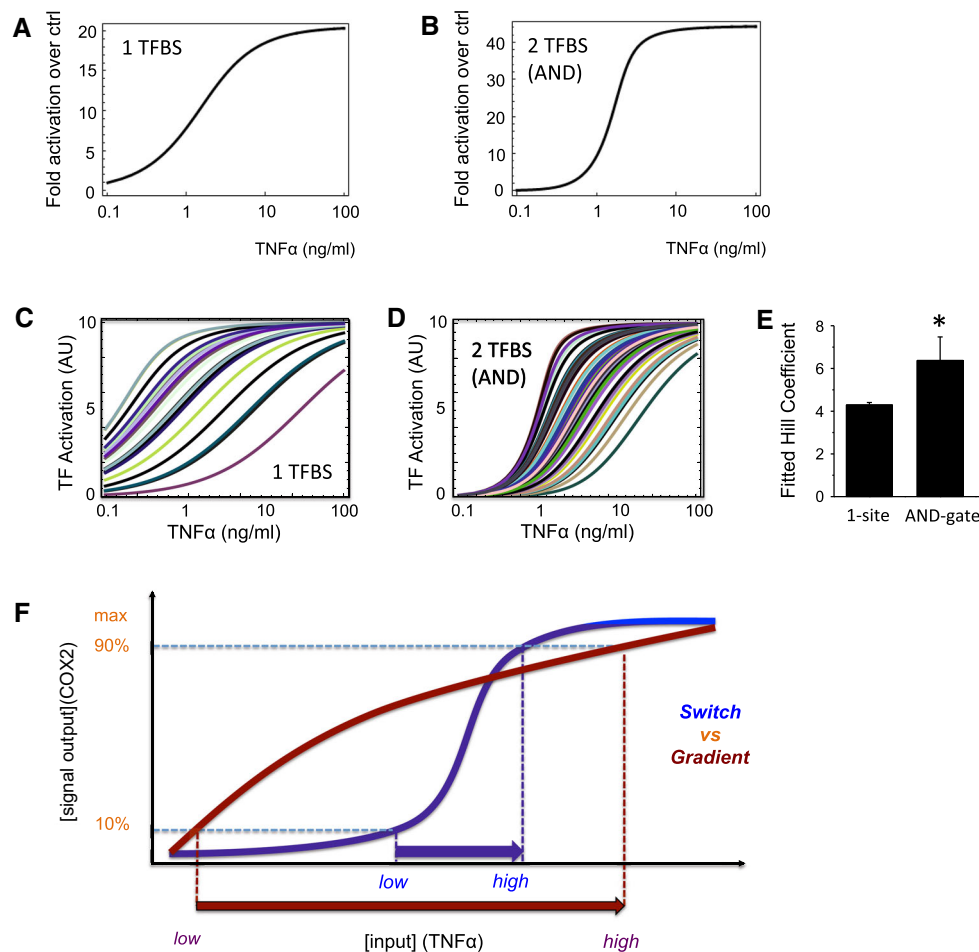 A
Fold activation over ctrl
20
15
10
5
0
1 TFBS
0.1
1
10
100
TNFα (ng/ml)
B
Fold activation over ctrl
40
30
20
10
0
2 TFBS
(AND)
0.1
1
10
100
TNFα (ng/ml)
C
TF Activation (AU)
10
5
0
1 TFBS
0.1
1
10
100
TNFα (ng/ml)
D
TF Activation (AU)
10
5
0
2 TFBS
(AND)
0.1
1
10
100
TNFα (ng/ml)
E
Fitted Hill Coefficient
8
6
4
2
0
*
1-site
AND-gate
F
[signal output](COX2)
max
90%
10%
Switch
vs
Gradient
low
high
low
[input] (TNFα)
high